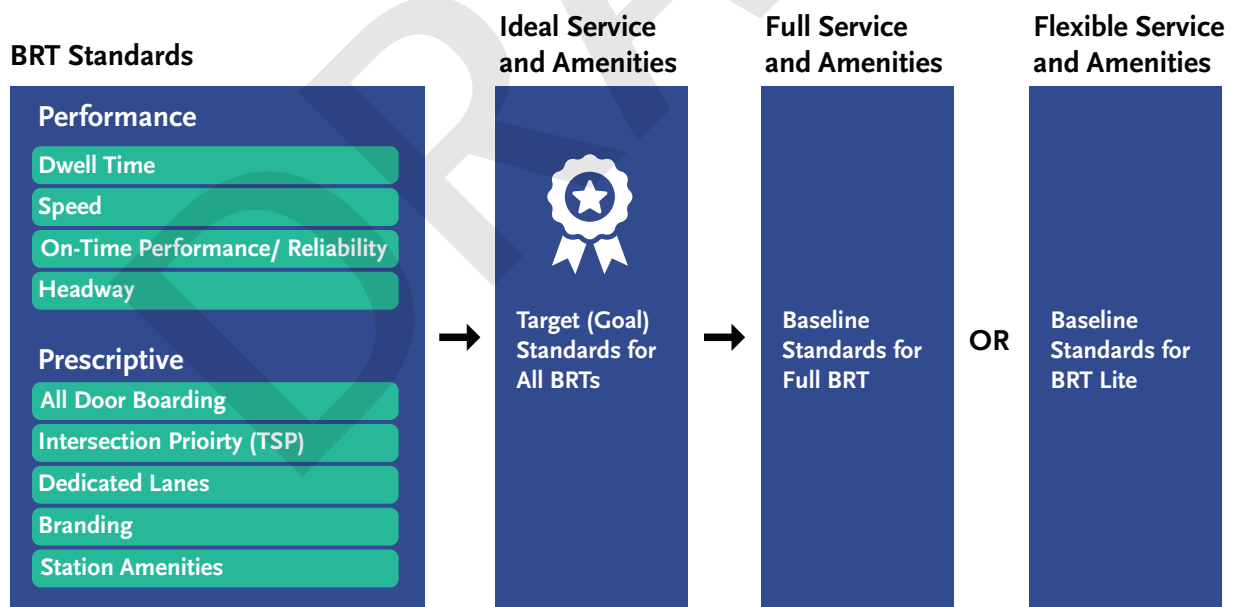 BRT Standards
Performance
Dwell Time
Speed
On-Time Performance/ Reliability
Headway
Prescriptive
All Door Boarding
Intersection Prioirty (TSP)
Dedicated Lanes
Branding
Station Amenities
Ideal Service
and Amenities
Target (Goal)
Standards for
All BRTs
Full Service
and Amenities
Baseline
Standards for
Full BRT
OR
Flexible Service
and Amenities
Baseline
Standards for
BRT Lite
DRA